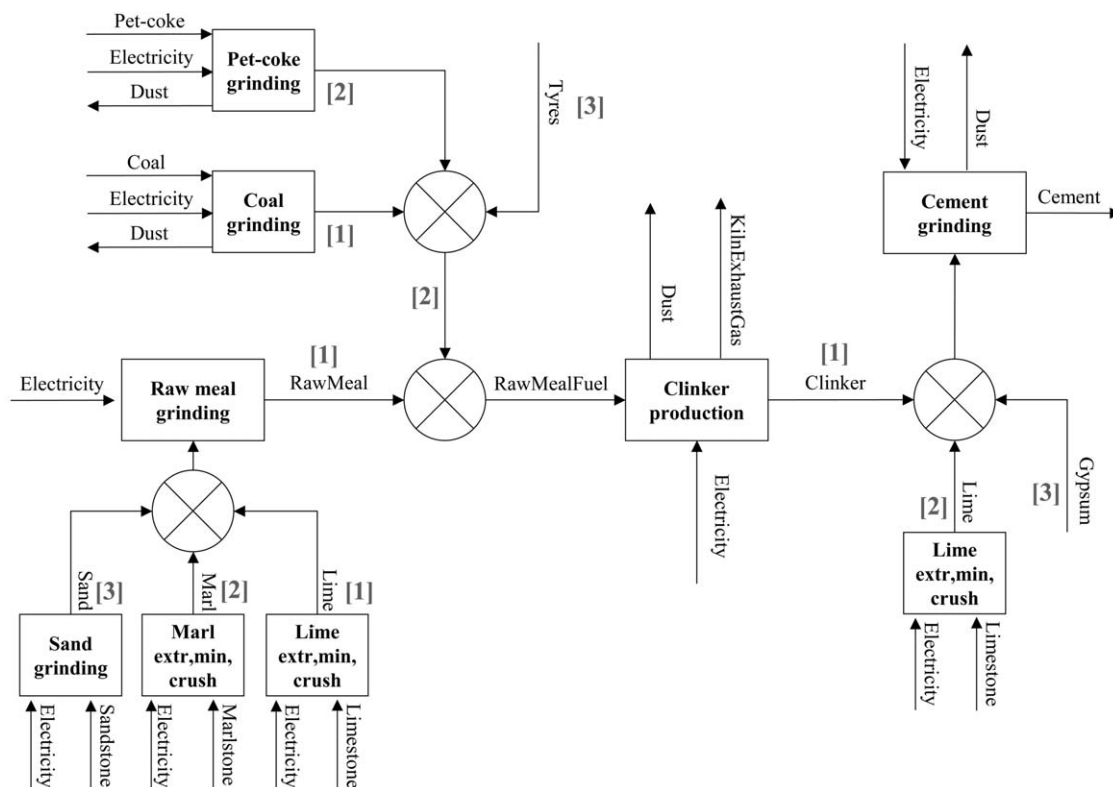 Pet-coke
Electricity
Dust
Pet-coke
grinding
[2]
Tyres
[3]
Coal
Electricity
Dust
Coal
grinding
[1]
[2]
Electricity
Dust
Cement
grinding
Cement
Dust
KilnExhaustGas
Electricity
Raw meal
grinding
[1]
RawMeal
RawMealFuel
Clinker
production
[1]
Clinker
Electricity
Gypsum
[3]
[2]
Lime
Lime
extr,min,
crush
Electricity
Limestone
Sand
[3]
Marl
[2]
Lime
[1]
Sand
grinding
Marl
extr,min,
crush
Lime
extr,min,
crush
Electricity
Sandstone
Electricity
Marlstone
Electricity
Limestone